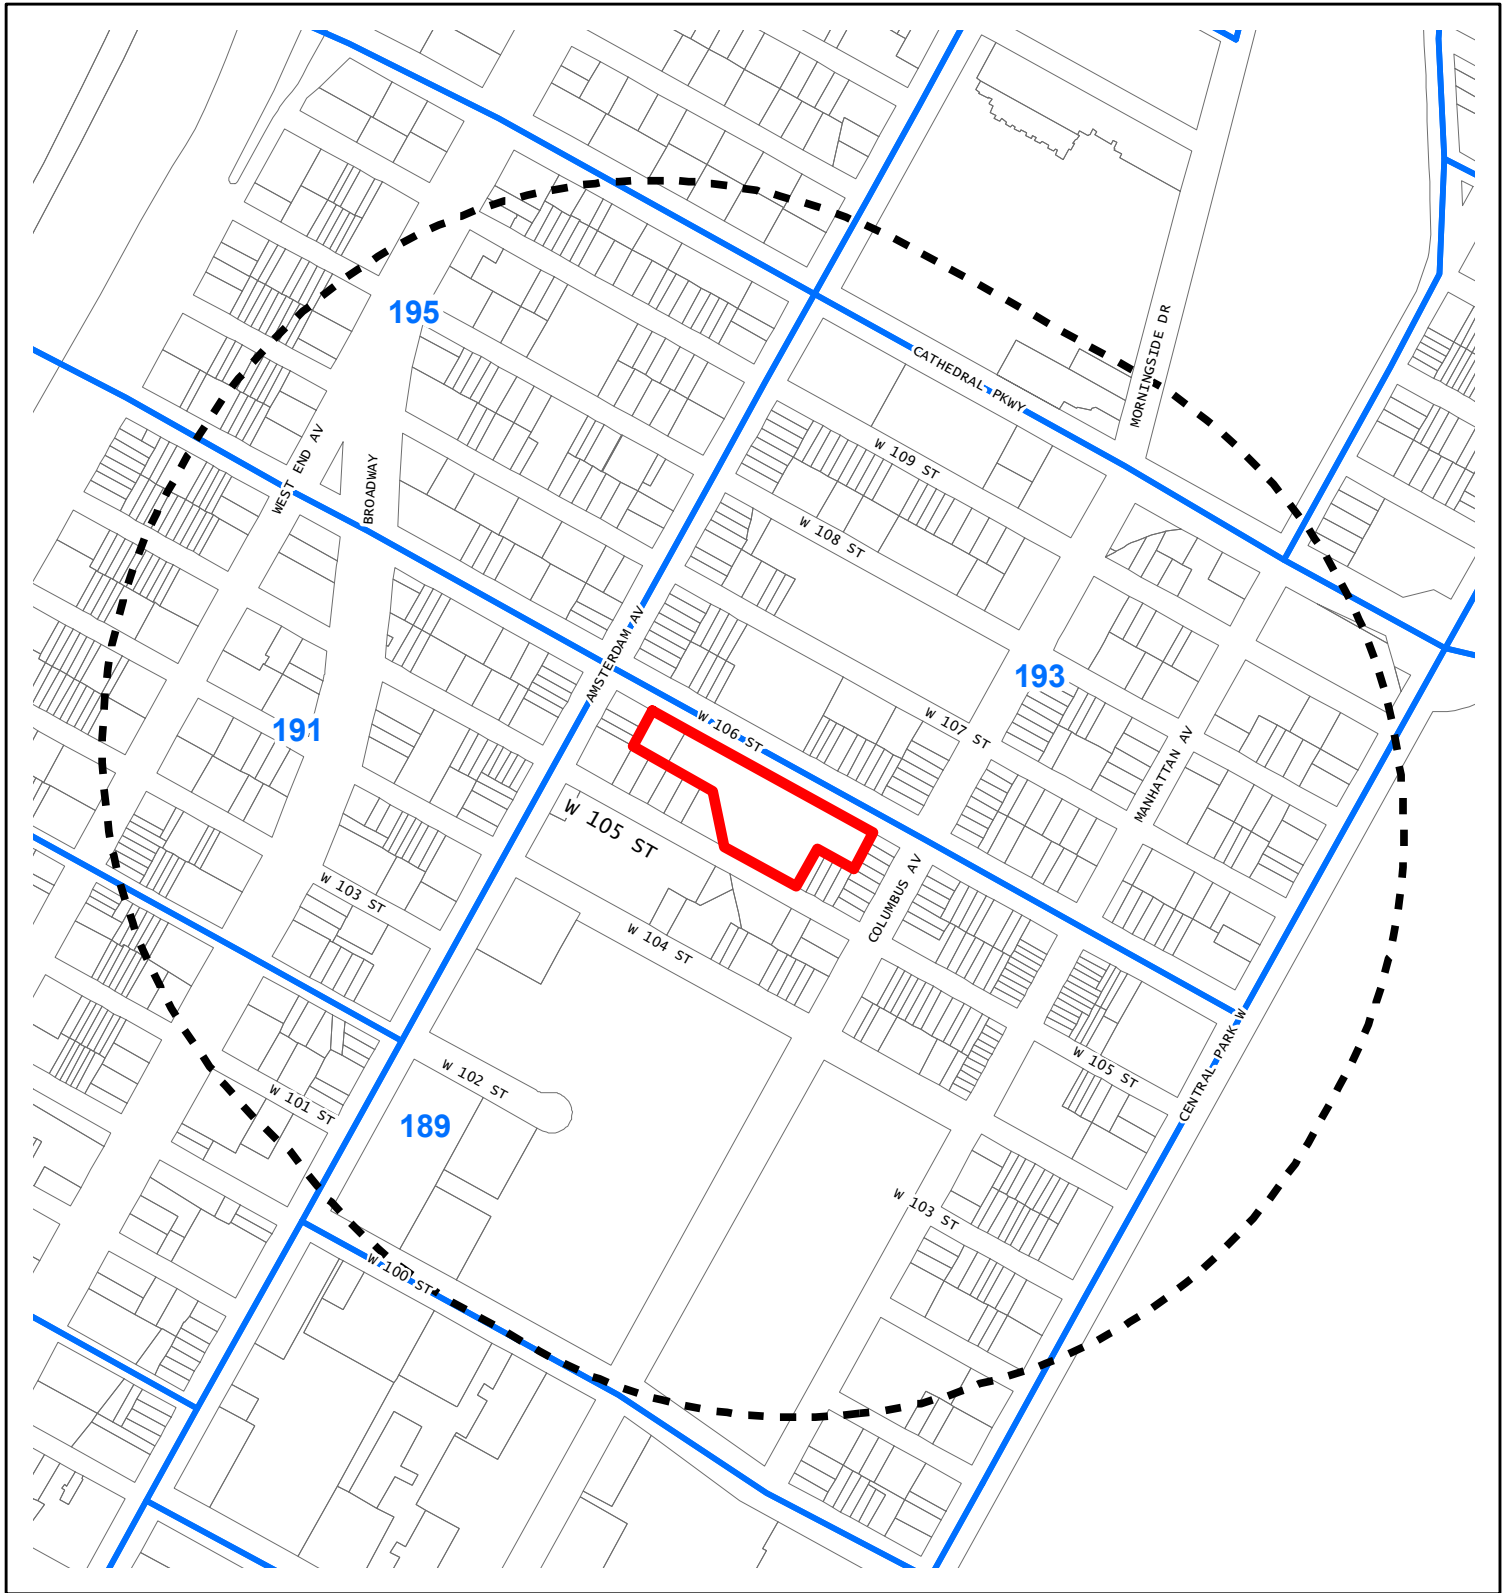 195
CATHEDRAL PKWY
MORNINGSIDE DR
W 109 ST
WEST END AV
BROADWAY
W 108 ST
AMSTERDAM AV
193
191
W 106 ST
W 107 ST
MANHATTAN AV
W 105 ST
COLUMBUS AV
W 103 ST
W 104 ST
W 102 ST
W 105 ST
CENTRAL PARK W
W 101 ST
189
W 103 ST
W 100 ST